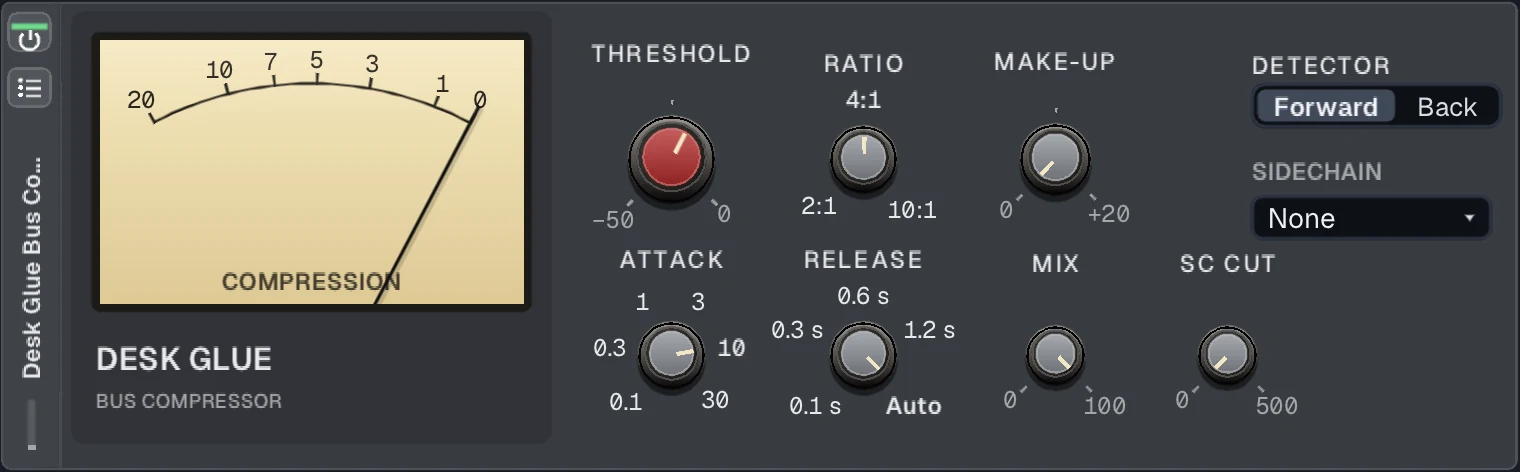 Desk Glue Bus Co...
20 10 7 5 3 1 0
COMPRESSION
DESK GLUE
BUS COMPRESSOR
THRESHOLD
-50 0
RATIO
4:1
2:1 10:1
MAKE-UP
0 +20
DETECTOR
Forward Back
SIDECHAIN
None
ATTACK
1 3
0.3 10
0.1 30
RELEASE
0.6 s
0.3 s 1.2 s
0.1 s Auto
MIX
0 100
SC CUT
0 500